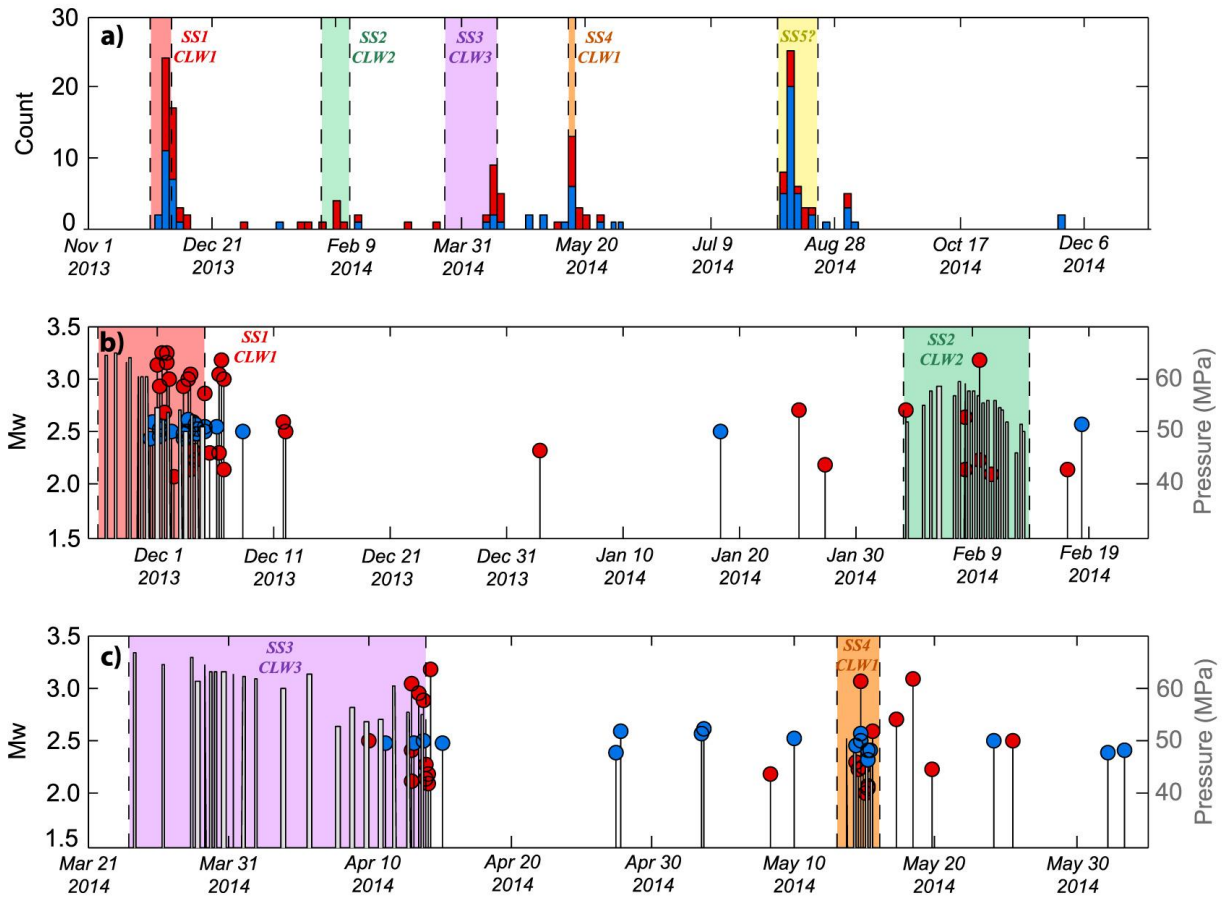 a)
Count
30
20
10
0
SS1
CLW1
SS2
CLW2
SS3
CLW3
SS4
CLW1
SS5?
Nov 1
2013
Dec 21
2013
Feb 9
2014
Mar 31
2014
May 20
2014
Jul 9
2014
Aug 28
2014
Oct 17
2014
Dec 6
2014
b)
Mw
3.5
3.0
2.5
2.0
1.5
SS1
CLW1
SS2
CLW2
60
50
40
Pressure (MPa)
Dec 1
2013
Dec 11
2013
Dec 21
2013
Dec 31
2013
Jan 10
2014
Jan 20
2014
Jan 30
2014
Feb 9
2014
Feb 19
2014
c)
Mw
3.5
3.0
2.5
2.0
1.5
SS3
CLW3
SS4
CLW1
60
50
40
Pressure (MPa)
Mar 21
2014
Mar 31
2014
Apr 10
2014
Apr 20
2014
Apr 30
2014
May 10
2014
May 20
2014
May 30
2014